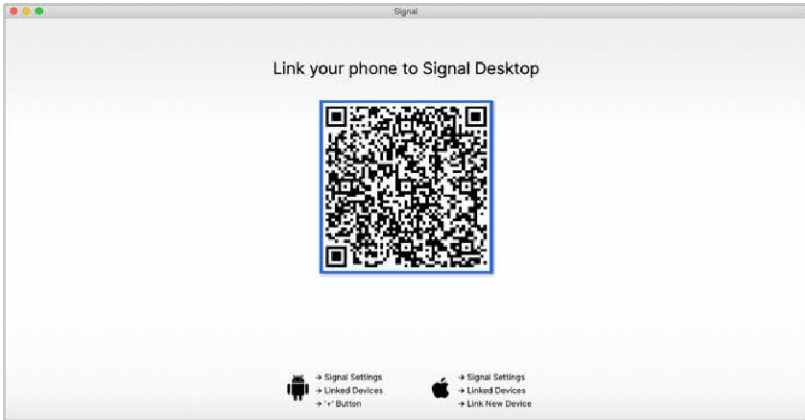 Signal
Link your phone to Signal Desktop
→ Signal Settings
→ Linked Devices
→ "+" Button
→ Signal Settings
→ Linked Devices
→ Link New Device